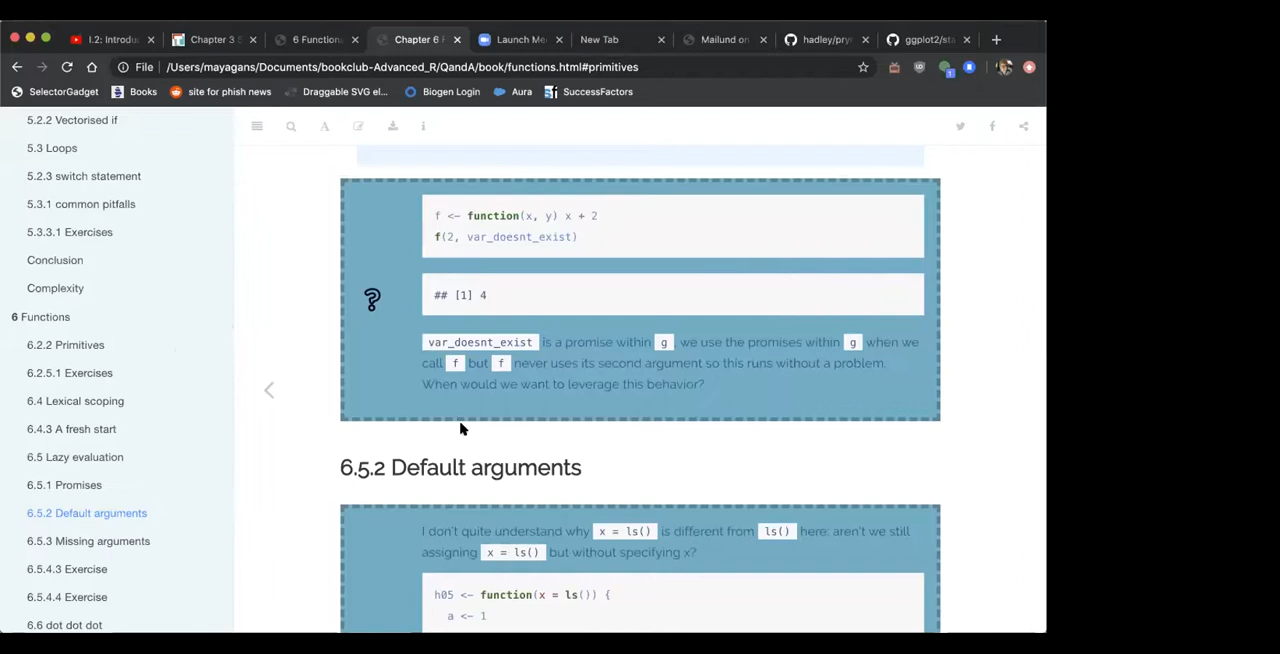 I.2: Introdu
Chapter 3 S
6 Function
Chapter 6 F
Launch Me
New Tab
Mailund on
hadley/pry
ggplot2/sta
File /Users/mayagans/Documents/bookclub-Advanced_R/QandA/book/functions.html#primitives
SelectorGadget Books site for phish news Draggable SVG el... Biogen Login Aura SuccessFactors
5.2.2 Vectorised if
5.3 Loops
5.2.3 switch statement
5.3.1 common pitfalls
5.3.3.1 Exercises
Conclusion
Complexity
6 Functions
6.2.2 Primitives
6.2.5.1 Exercises
6.4 Lexical scoping
6.4.3 A fresh start
6.5 Lazy evaluation
6.5.1 Promises
6.5.2 Default arguments
6.5.3 Missing arguments
6.5.4.3 Exercise
6.5.4.4 Exercise
6.6 dot dot dot
f <- function(x, y) x + 2
f(2, var_doesnt_exist)
## [1] 4
var_doesnt_exist is a promise within g, we use the promises within g when we
call f but f never uses its second argument so this runs without a problem.
When would we want to leverage this behavior?
6.5.2 Default arguments
I don't quite understand why x = ls() is different from ls() here: aren't we still
assigning x = ls() but without specifying x?
h05 <- function(x = ls()) {
a <- 1